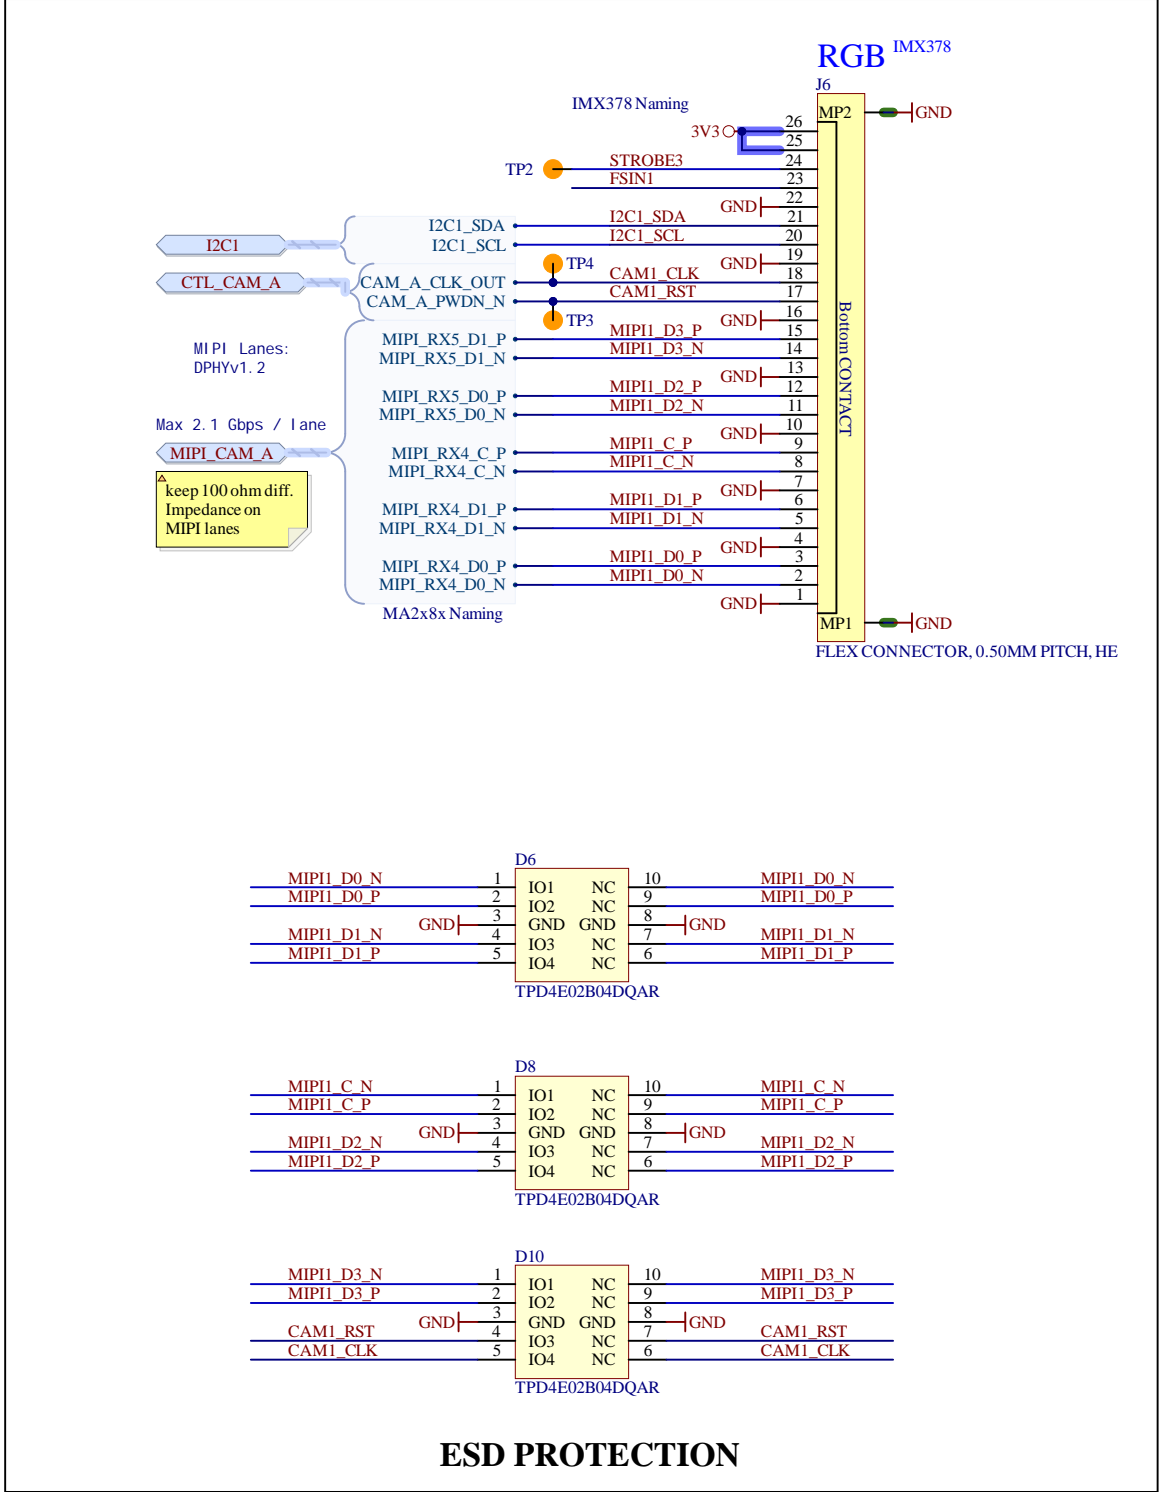 RGB IMX378
J6
IMX378 Naming
MP2 GND
3V3 26
25
TP2 STROBE3 24
FSIN1 23
GND 22
I2C1_SDA I2C1_SDA 21
I2C1 I2C1_SCL I2C1_SCL 20
TP4 GND 19
CTL_CAM_A CAM_A_CLK_OUT CAM1_CLK 18
CAM_A_PWDN_N CAM1_RST 17
TP3 GND 16
MIPI Lanes:
DPHYv1.2
MIPI_RX5_D1_P MIPI1_D3_P 15
MIPI_RX5_D1_N MIPI1_D3_N 14
GND 13
MIPI_RX5_D0_P MIPI1_D2_P 12
MIPI_RX5_D0_N MIPI1_D2_N 11
Bottom CONTACT
Max 2.1 Gbps / lane
GND 10
MIPI_CAM_A MIPI_RX4_C_P MIPI1_C_P 9
MIPI_RX4_C_N MIPI1_C_N 8
keep 100 ohm diff.
Impedance on
MIPI lanes
GND 7
MIPI_RX4_D1_P MIPI1_D1_P 6
MIPI_RX4_D1_N MIPI1_D1_N 5
GND 4
MIPI_RX4_D0_P MIPI1_D0_P 3
MIPI_RX4_D0_N MIPI1_D0_N 2
GND 1
MA2x8x Naming
MP1 GND
FLEX CONNECTOR, 0.50MM PITCH, HE
D6
MIPI1_D0_N 1 IO1 NC 10 MIPI1_D0_N
MIPI1_D0_P 2 IO2 NC 9 MIPI1_D0_P
GND 3 GND GND 8 GND
MIPI1_D1_N 4 IO3 NC 7 MIPI1_D1_N
MIPI1_D1_P 5 IO4 NC 6 MIPI1_D1_P
TPD4E02B04DQAR
D8
MIPI1_C_N 1 IO1 NC 10 MIPI1_C_N
MIPI1_C_P 2 IO2 NC 9 MIPI1_C_P
GND 3 GND GND 8 GND
MIPI1_D2_N 4 IO3 NC 7 MIPI1_D2_N
MIPI1_D2_P 5 IO4 NC 6 MIPI1_D2_P
TPD4E02B04DQAR
D10
MIPI1_D3_N 1 IO1 NC 10 MIPI1_D3_N
MIPI1_D3_P 2 IO2 NC 9 MIPI1_D3_P
GND 3 GND GND 8 GND
CAM1_RST 4 IO3 NC 7 CAM1_RST
CAM1_CLK 5 IO4 NC 6 CAM1_CLK
TPD4E02B04DQAR
ESD PROTECTION